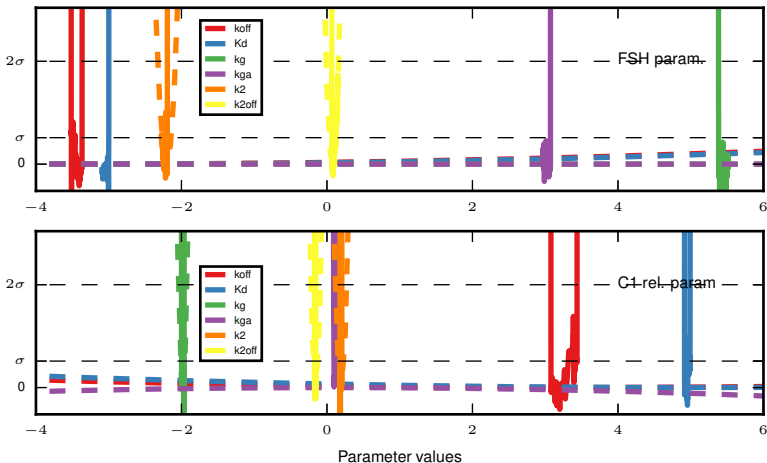 koff
Kd
kg
kga
k2
k2off
FSH param.
2σ
σ
0
−4 −2 0 2 4 6
koff
Kd
kg
kga
k2
k2off
C1 rel. param
2σ
σ
0
−4 −2 0 2 4 6
Parameter values